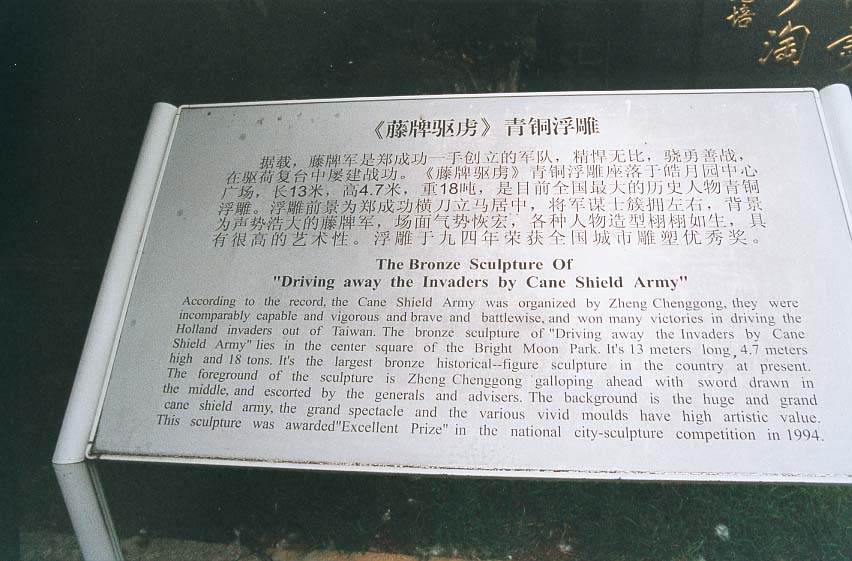 培
淘
《藤牌驱虏》青铜浮雕
据载，藤牌军是郑成功一手创立的军队，精悍无比，骁勇善战，
在驱荷复台中屡建战功。《藤牌驱虏》青铜浮雕座落于皓月园中心
广场，长13米，高4.7米，重18吨，是目前全国最大的历史人物青铜
浮雕。浮雕前景为郑成功横刀立马居中，将军谋士簇拥左右，背景
为声势浩大的藤牌军，场面气势恢宏，各种人物造型栩栩如生，具
有很高的艺术性。浮雕于九四年荣获全国城市雕塑优秀奖。
The Bronze Sculpture Of
"Driving away the Invaders by Cane Shield Army"
According to the record, the Cane Shield Army was organized by Zheng Chenggong, they were
incomparably capable and vigorous and brave and battlewise, and won many victories in driving the
Holland invaders out of Taiwan. The bronze sculpture of "Driving away the Invaders by Cane
Shield Army" lies in the center square of the Bright Moon Park. It's 13 meters long, 4.7 meters
high and 18 tons. It's the largest bronze historical--figure sculpture in the country at present.
The foreground of the sculpture is Zheng Chenggong galloping ahead with sword drawn in
the middle, and escorted by the generals and advisers. The background is the huge and grand
cane shield army, the grand spectacle and the various vivid moulds have high artistic value.
This sculpture was awarded"Excellent Prize" in the national city-sculpture competition in 1994.